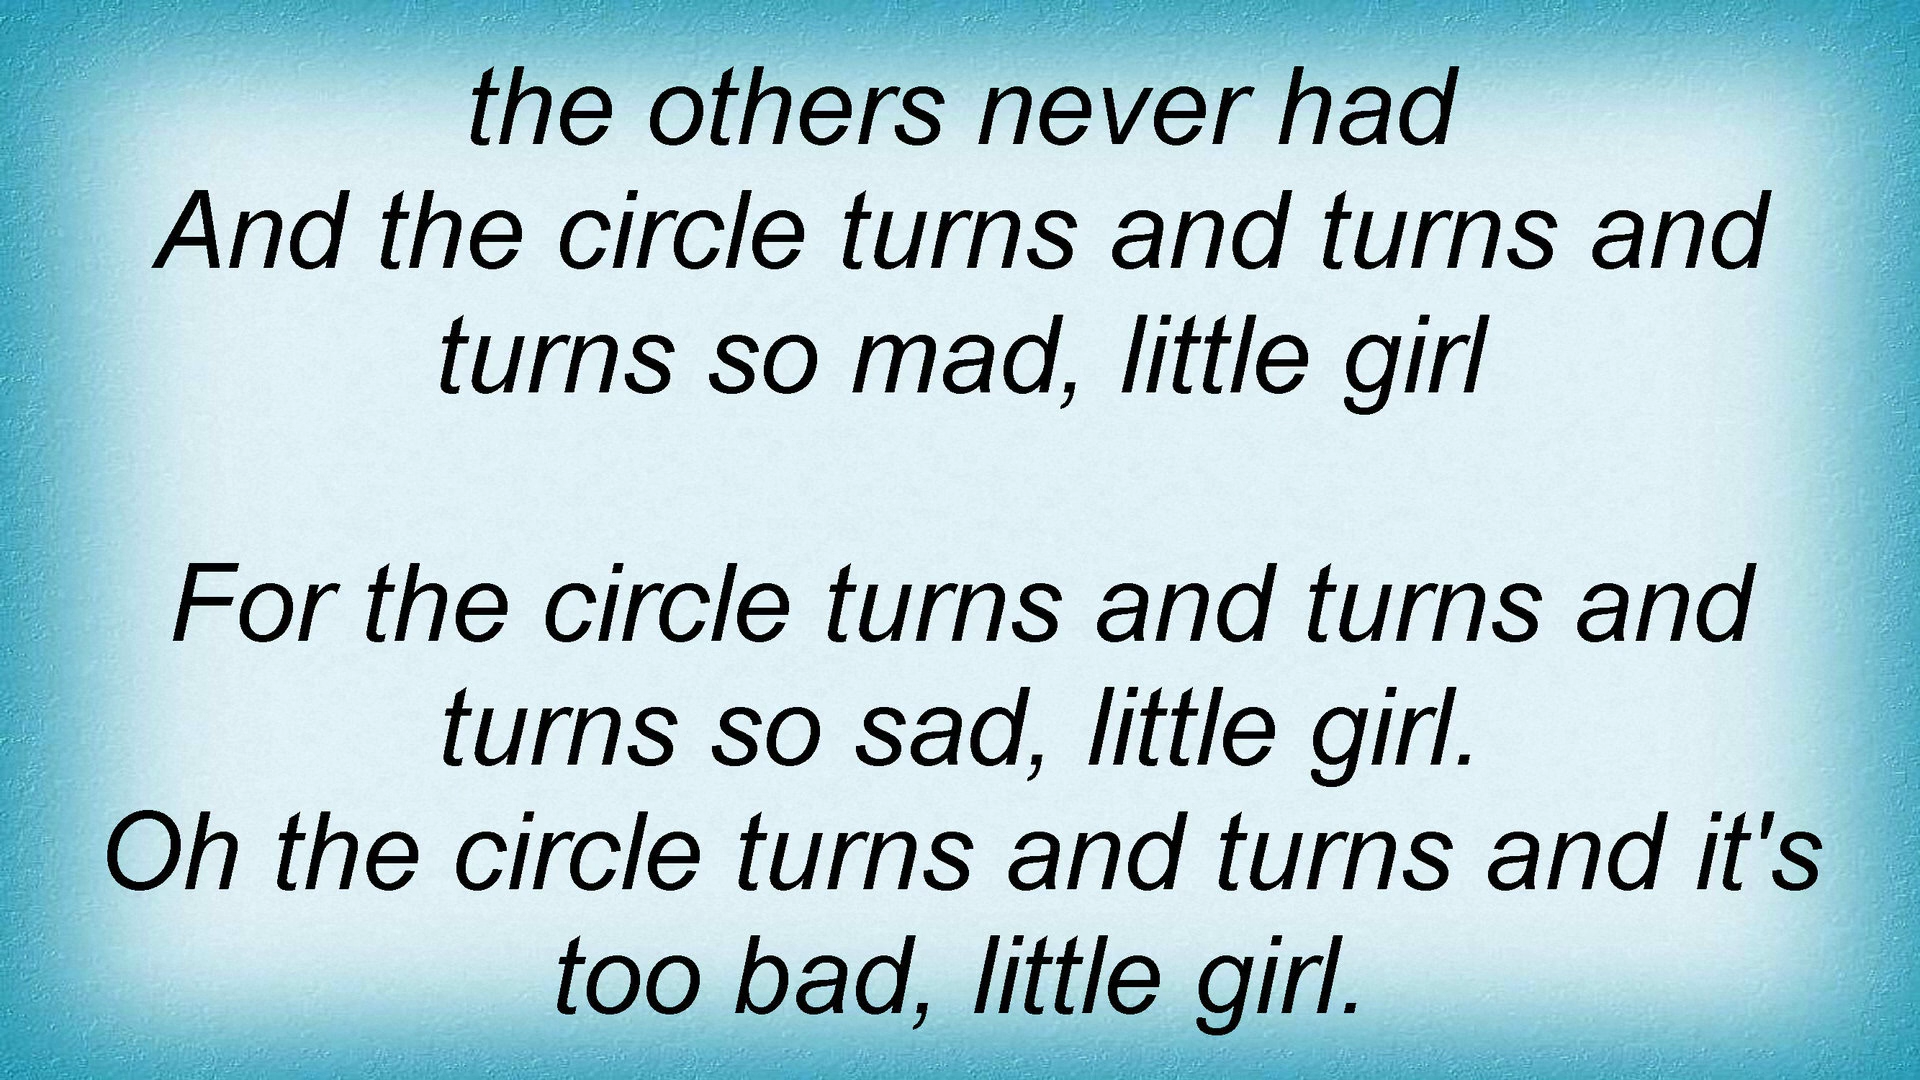 the others never had
And the circle turns and turns and
turns so mad, little girl
For the circle turns and turns and
turns so sad, little girl.
Oh the circle turns and turns and it's
too bad, little girl.